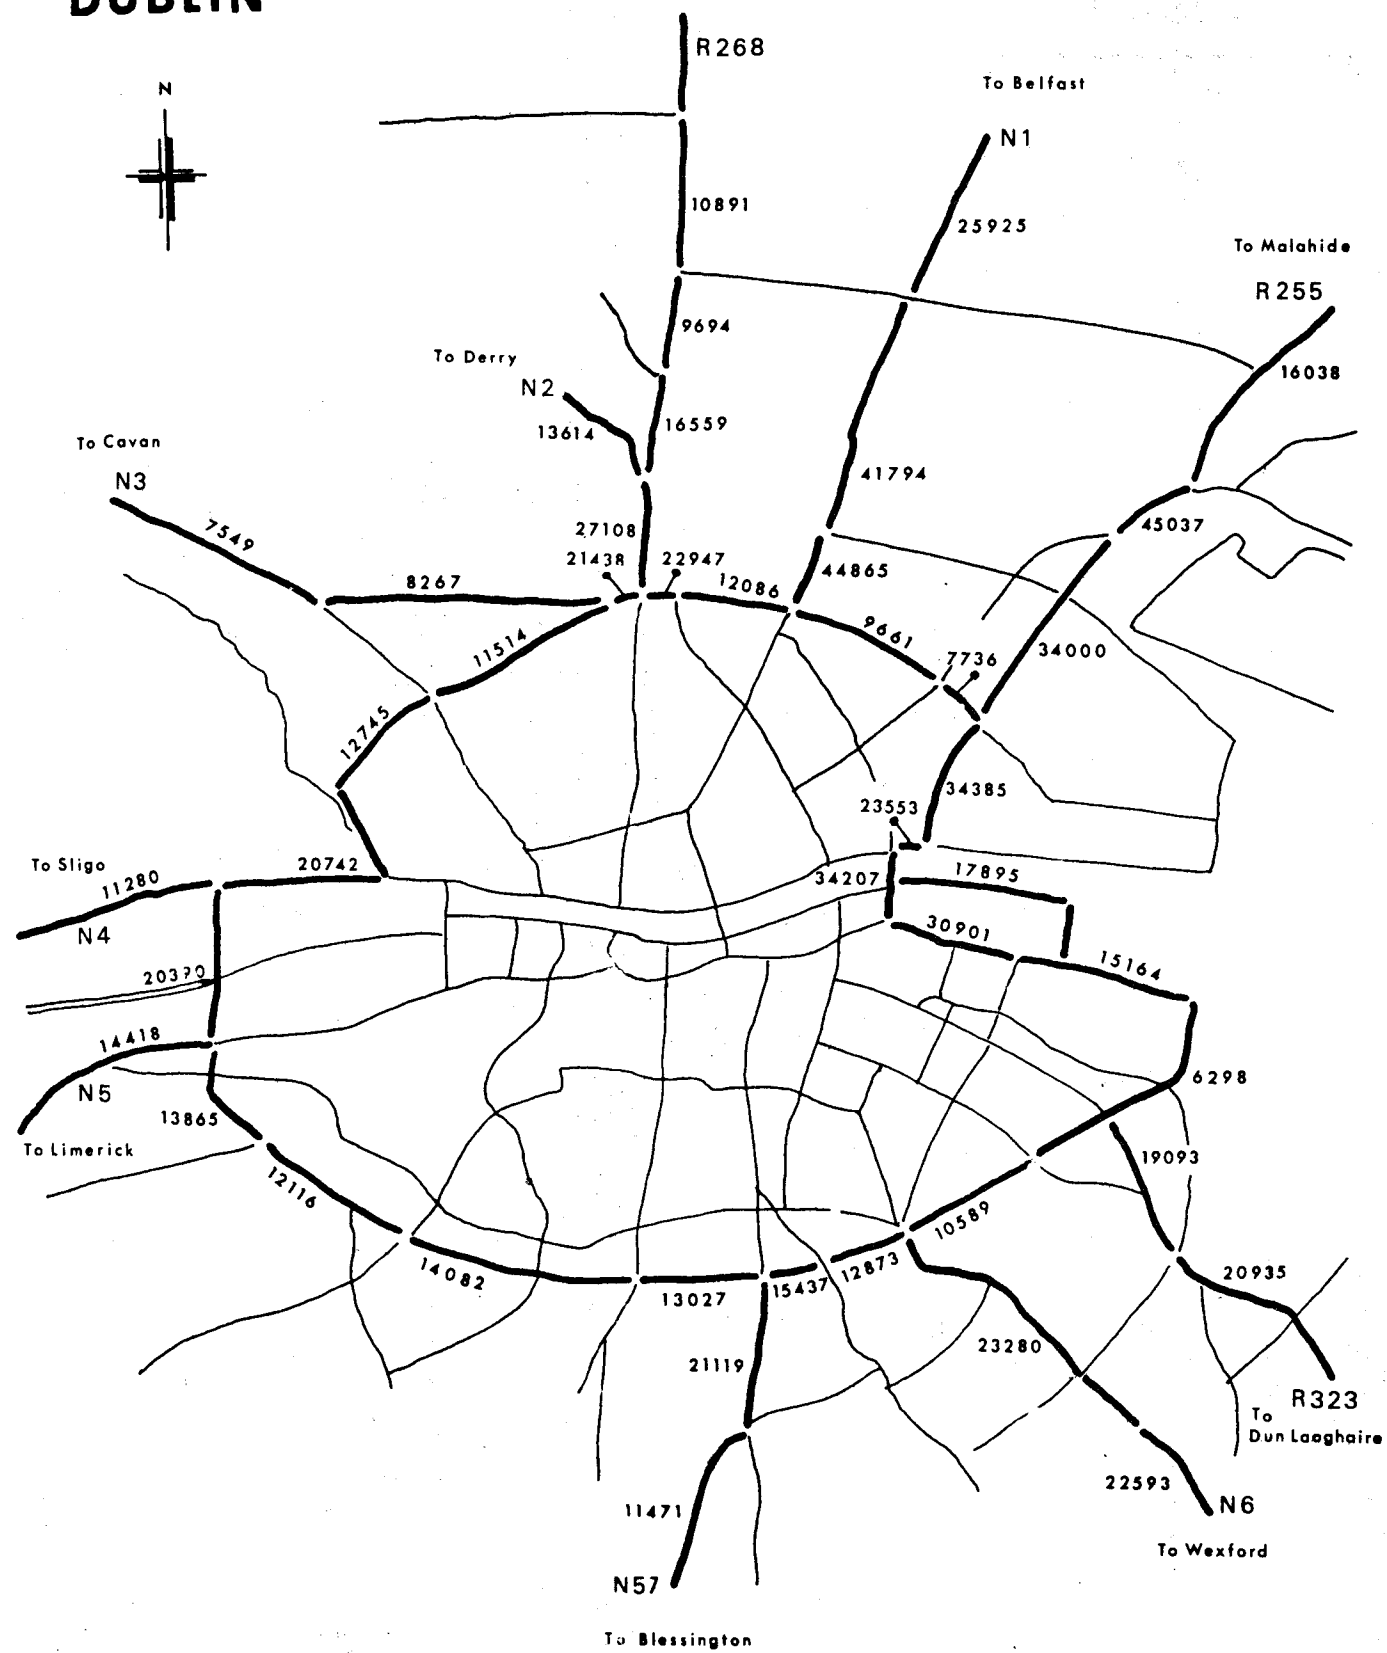 DUBLIN
R268
To Belfast
N
N1
10891
25925
To Malahide
R255
9694
To Derry
N2
16038
16559
13614
To Cavan
41794
N3
45037
7549
27108
21438
22947
44865
8267
12086
9661
11514
34000
7736
12745
34385
23553
To Sligo
20742
11280
34207
17895
N4
30901
15164
20370
14418
6298
N5
13865
To Limerick
19093
12116
10589
14082
12873
20935
15437
13027
23280
21119
R323
To
Dun Laoghaire
22593
N6
11471
To Wexford
N57
To Blessington